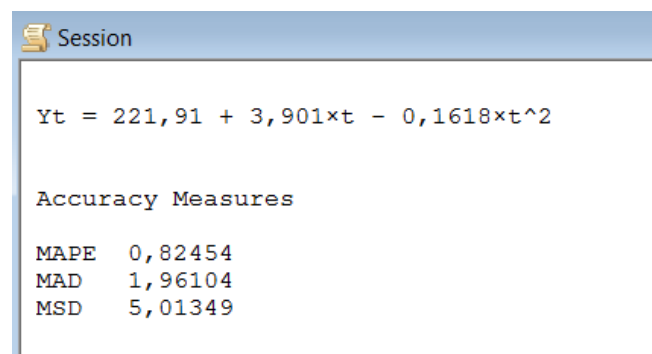 Session
Yt = 221,91 + 3,901×t - 0,1618×t^2
Accuracy Measures
MAPE 0,82454
MAD 1,96104
MSD 5,01349